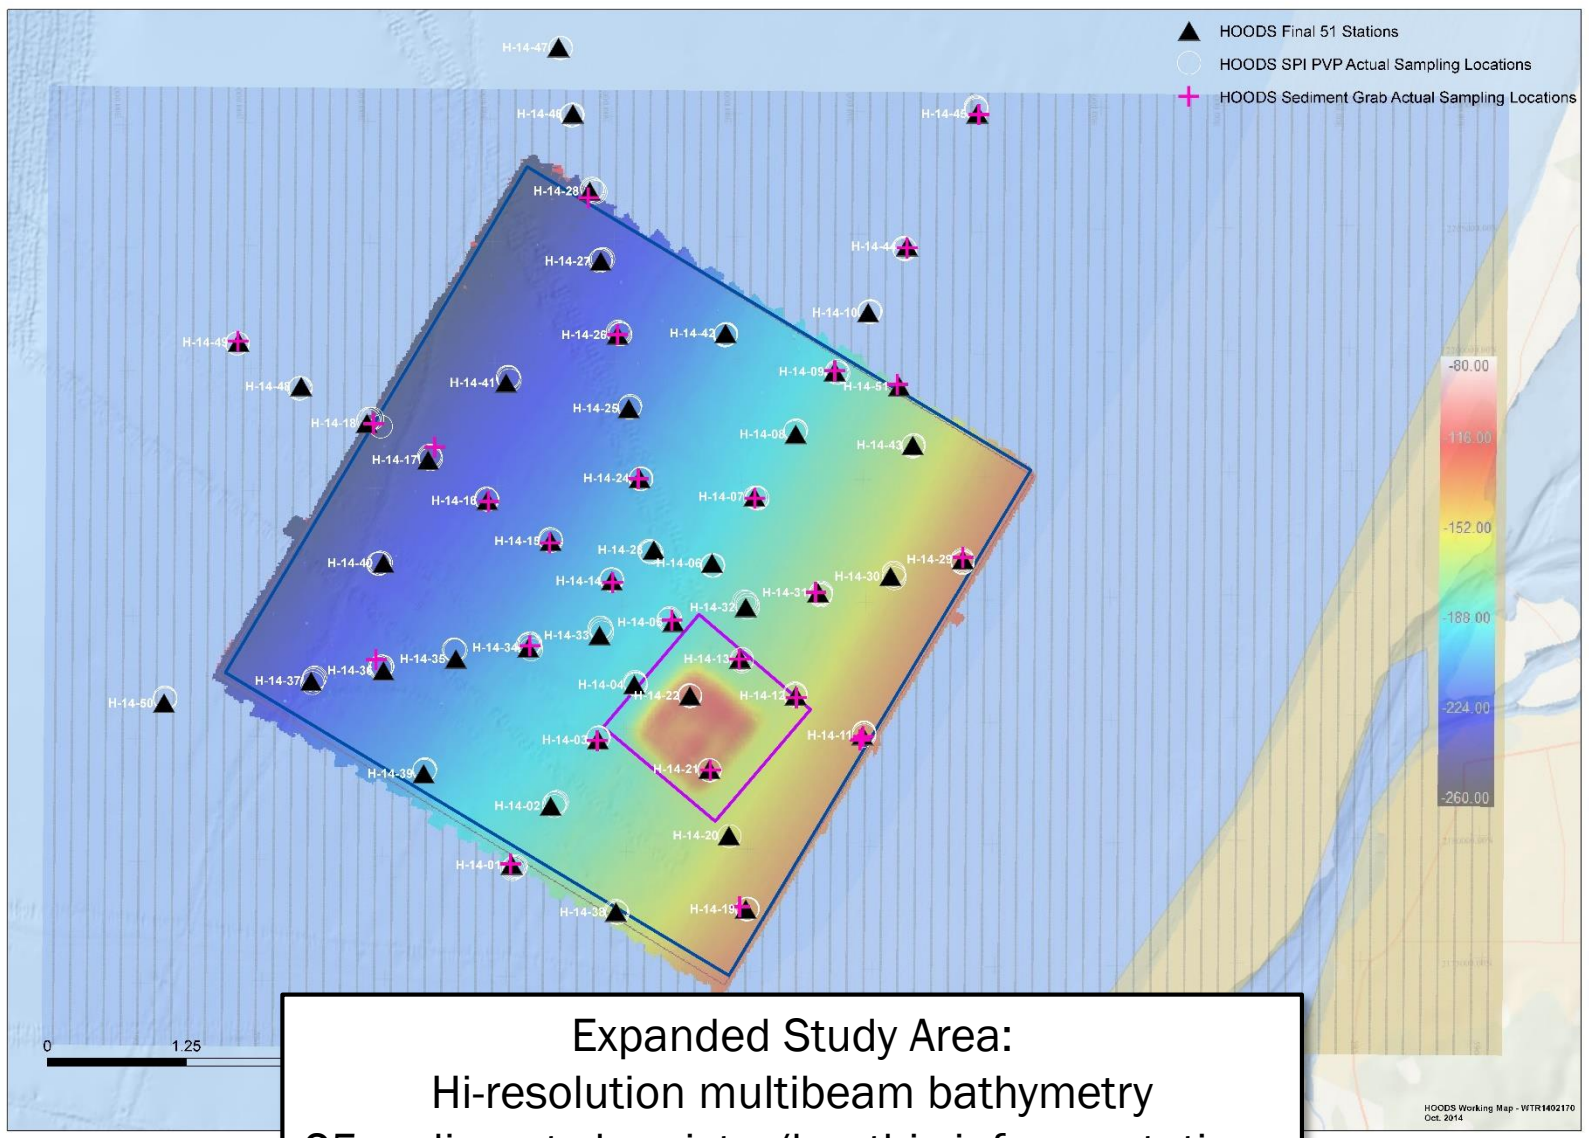 HOODS Final 51 Stations
HOODS SPI PVP Actual Sampling Locations
HOODS Sediment Grab Actual Sampling Locations
H-14-47
H-14-46
H-14-45
H-14-28
H-14-44
H-14-27
H-14-10
H-14-26
H-14-42
H-14-49
H-14-09
H-14-51
H-14-48
H-14-41
H-14-25
H-14-18
H-14-08
H-14-43
H-14-17
H-14-24
H-14-07
H-14-16
H-14-15
H-14-23
H-14-06
H-14-29
H-14-40
H-14-14
H-14-30
H-14-31
H-14-32
H-14-05
H-14-33
H-14-34
H-14-35
H-14-13
H-14-36
H-14-37
H-14-04
H-14-22
H-14-12
H-14-50
H-14-03
H-14-11
H-14-21
H-14-39
H-14-02
H-14-20
H-14-01
H-14-38
H-14-19
-80.00
-116.00
-152.00
-188.00
-224.00
-260.00
0 1.25
Expanded Study Area:
Hi-resolution multibeam bathymetry
HOODS Working Map - WTR1402170
Oct. 2014